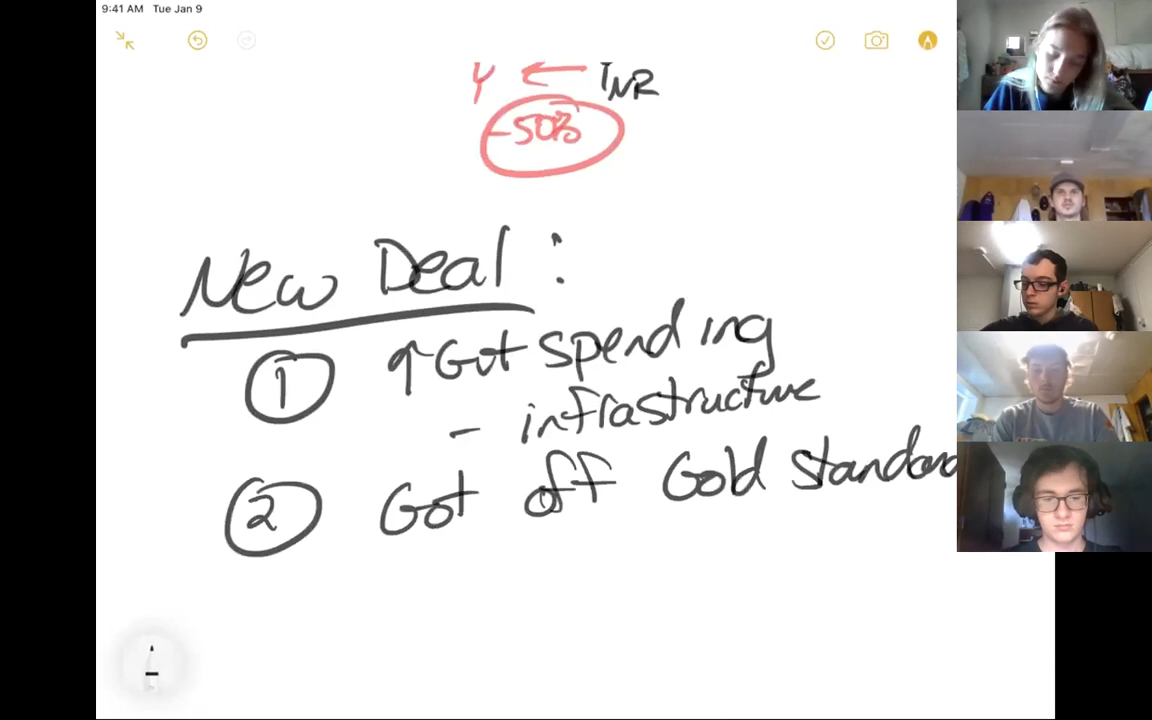 9:41 AM Tue Jan 9
Y ← INR
-50%
New Deal :
① ↑ Gvt spending
- infrastructure
② Got off Gold Standard